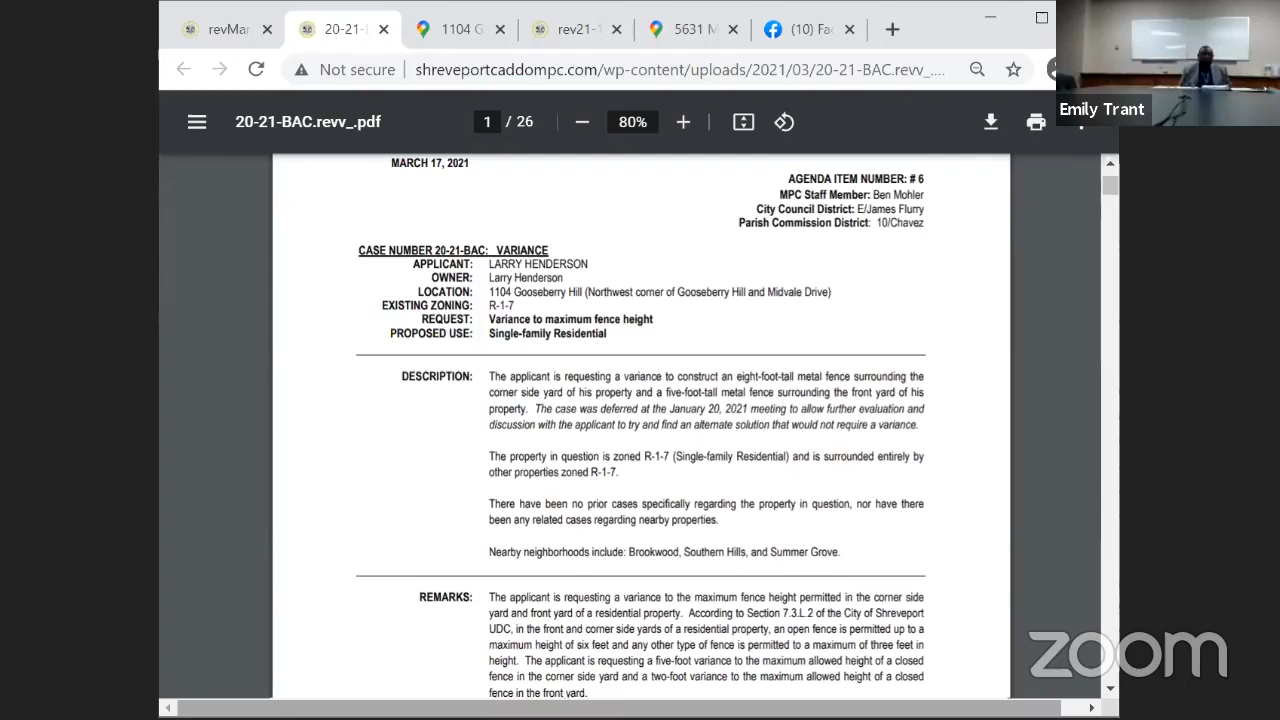 revMar
20-21-
1104 G
rev21-1
5631 M
(10) Fac
Not secure
shreveportcaddompc.com/wp-content/uploads/2021/03/20-21-BAC.revv_....
Emily Trant
20-21-BAC.revv_.pdf
1 / 26
80%
MARCH 17, 2021
AGENDA ITEM NUMBER: # 6
MPC Staff Member: Ben Mohler
City Council District: E/James Flurry
Parish Commission District: 10/Chavez
CASE NUMBER 20-21-BAC: VARIANCE
APPLICANT: LARRY HENDERSON
OWNER: Larry Henderson
LOCATION: 1104 Gooseberry Hill (Northwest corner of Gooseberry Hill and Midvale Drive)
EXISTING ZONING: R-1-7
REQUEST: Variance to maximum fence height
PROPOSED USE: Single-family Residential
DESCRIPTION: The applicant is requesting a variance to construct an eight-foot-tall metal fence surrounding the
corner side yard of his property and a five-foot-tall metal fence surrounding the front yard of his
property. The case was deferred at the January 20, 2021 meeting to allow further evaluation and
discussion with the applicant to try and find an alternate solution that would not require a variance.
The property in question is zoned R-1-7 (Single-family Residential) and is surrounded entirely by
other properties zoned R-1-7.
There have been no prior cases specifically regarding the property in question, nor have there
been any related cases regarding nearby properties.
Nearby neighborhoods include: Brookwood, Southern Hills, and Summer Grove.
REMARKS: The applicant is requesting a variance to the maximum fence height permitted in the corner side
yard and front yard of a residential property. According to Section 7.3.L.2 of the City of Shreveport
UDC, in the front and corner side yards of a residential property, an open fence is permitted up to a
maximum height of six feet and any other type of fence is permitted to a maximum of three feet in
height. The applicant is requesting a five-foot variance to the maximum allowed height of a closed
fence in the corner side yard and a two-foot variance to the maximum allowed height of a closed
fence in the front yard.
zoom